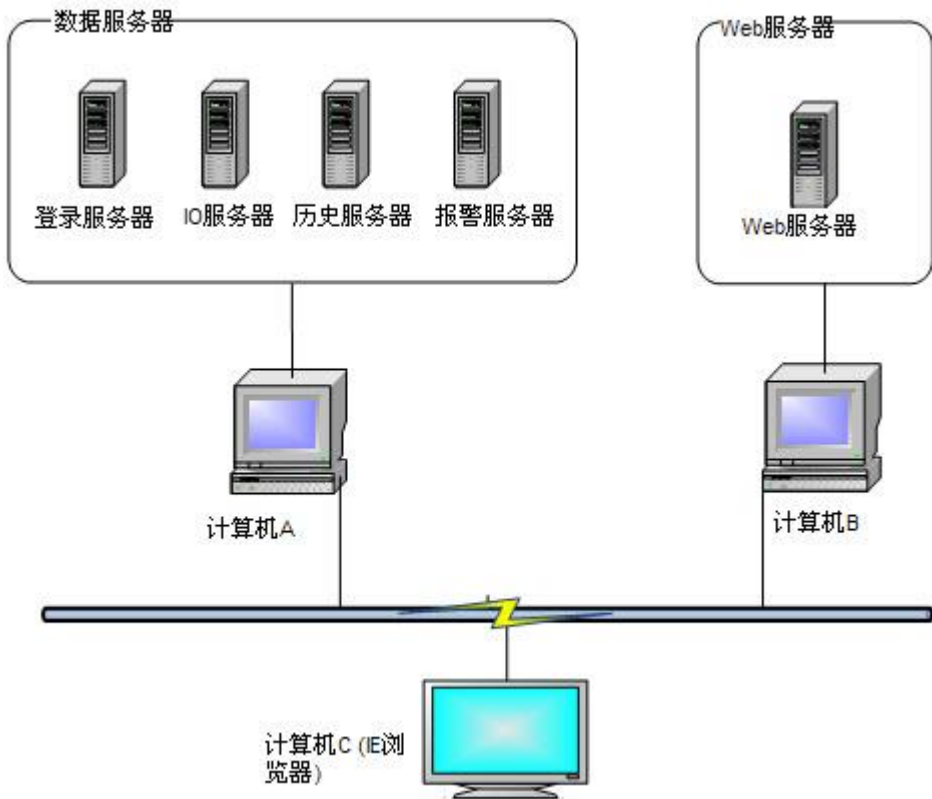 数据服务器
Web服务器
登录服务器
IO服务器
历史服务器
报警服务器
Web服务器
计算机A
计算机B
计算机C (IE浏
览器)